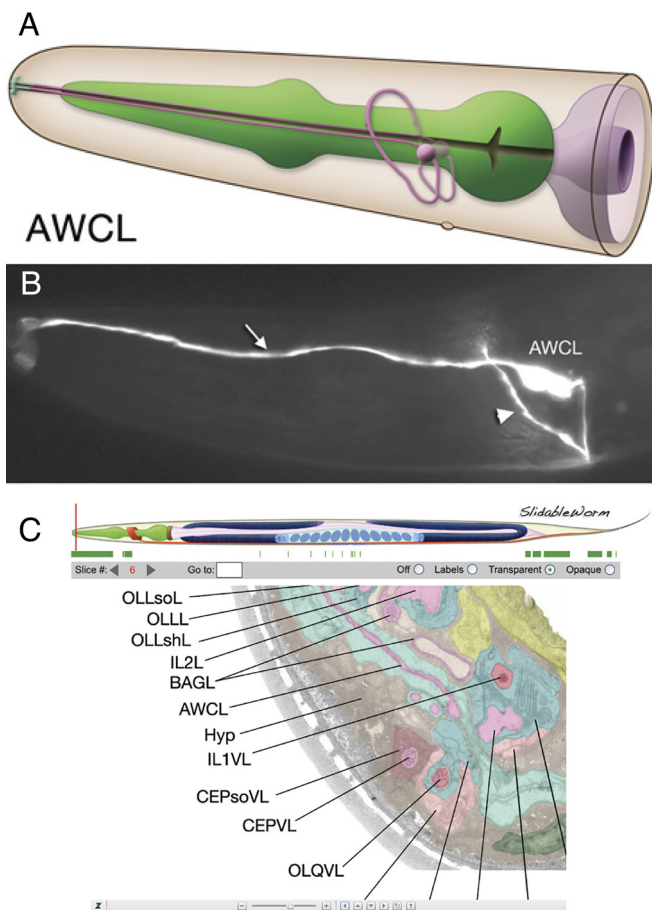 A
AWCL
B
AWCL
C
SlidableWorm
Slice #: 6 Go to: Off Labels Transparent Opaque
OLLsoL
OLLL
OLLshL
IL2L
BAGL
AWCL
Hyp
IL1VL
CEPsoVL
CEPVL
OLQVL